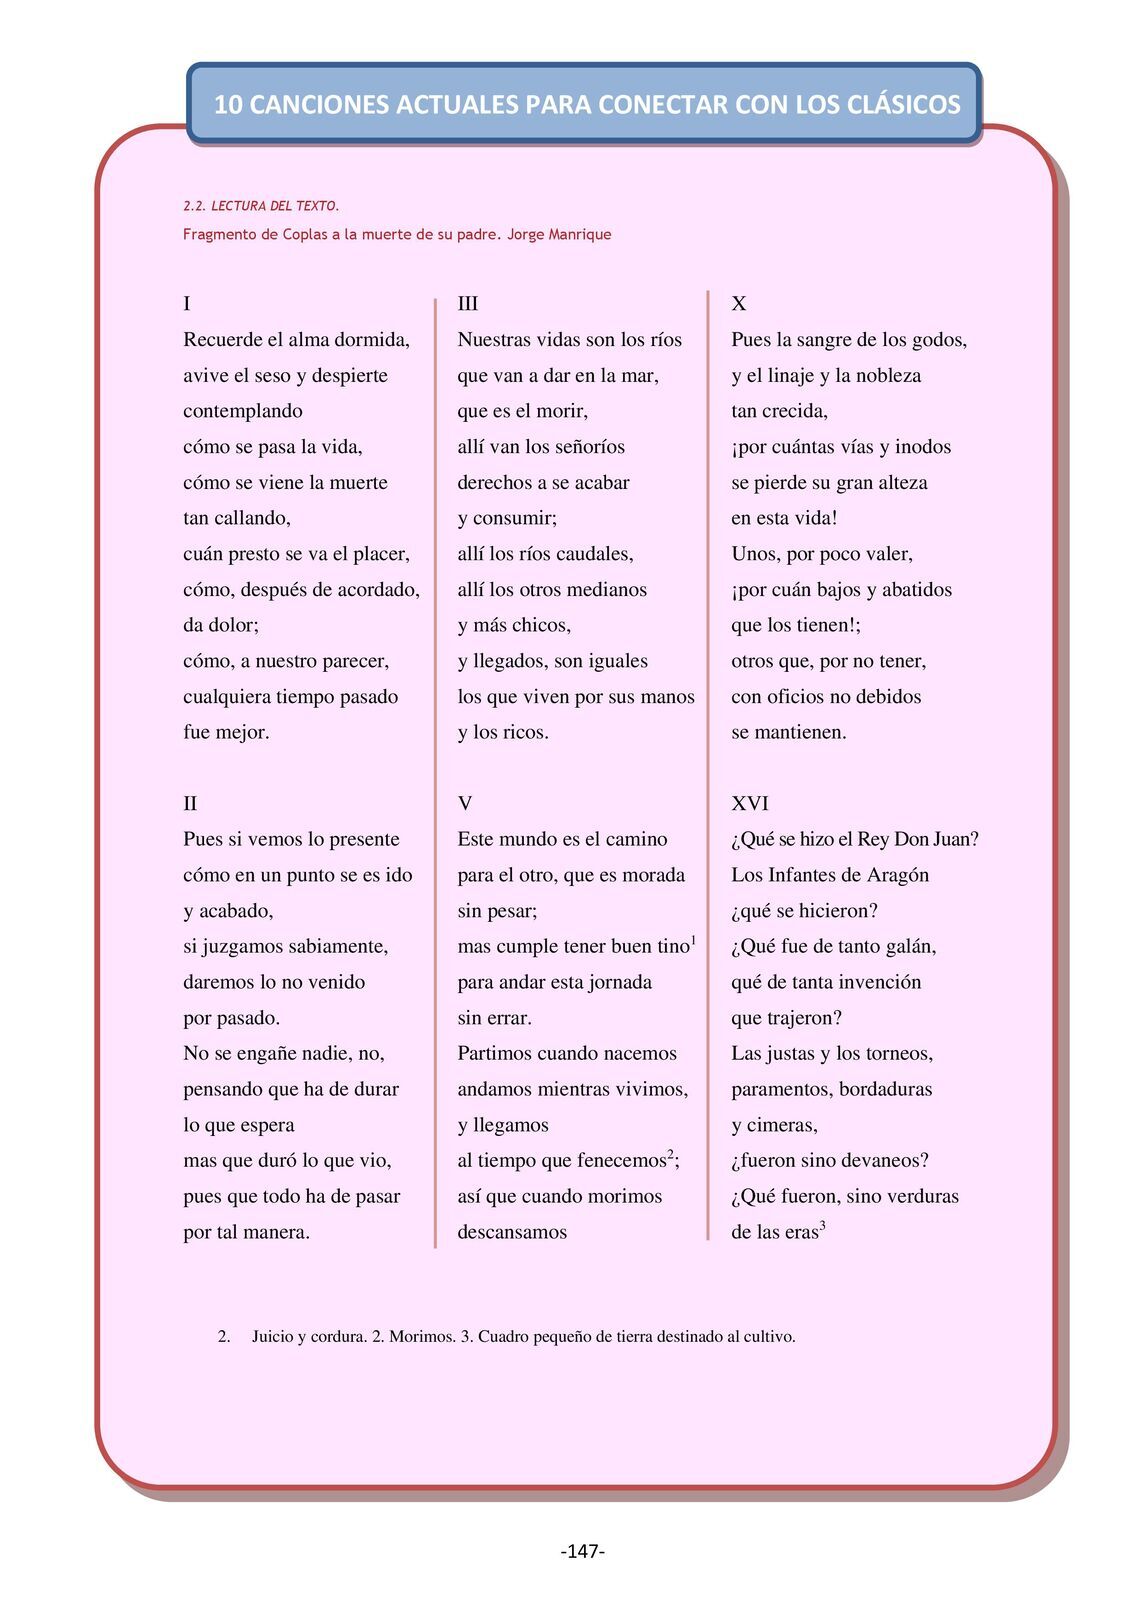 10 CANCIONES ACTUALES PARA CONECTAR CON LOS CLÁSICOS
2.2. LECTURA DEL TEXTO.
Fragmento de Coplas a la muerte de su padre. Jorge Manrique
I
Recuerde el alma dormida,
avive el seso y despierte
contemplando
cómo se pasa la vida,
cómo se viene la muerte
tan callando,
cuán presto se va el placer,
cómo, después de acordado,
da dolor;
cómo, a nuestro parecer,
cualquiera tiempo pasado
fue mejor.
II
Pues si vemos lo presente
cómo en un punto se es ido
y acabado,
si juzgamos sabiamente,
daremos lo no venido
por pasado.
No se engañe nadie, no,
pensando que ha de durar
lo que espera
mas que duró lo que vio,
pues que todo ha de pasar
por tal manera.
III
Nuestras vidas son los ríos
que van a dar en la mar,
que es el morir,
allí van los señoríos
derechos a se acabar
y consumir;
allí los ríos caudales,
allí los otros medianos
y más chicos,
y llegados, son iguales
los que viven por sus manos
y los ricos.
V
Este mundo es el camino
para el otro, que es morada
sin pesar;
mas cumple tener buen tino1
para andar esta jornada
sin errar.
Partimos cuando nacemos
andamos mientras vivimos,
y llegamos
al tiempo que fenecemos2;
así que cuando morimos
descansamos
X
Pues la sangre de los godos,
y el linaje y la nobleza
tan crecida,
¡por cuántas vías y inodos
se pierde su gran alteza
en esta vida!
Unos, por poco valer,
¡por cuán bajos y abatidos
que los tienen!;
otros que, por no tener,
con oficios no debidos
se mantienen.
XVI
¿Qué se hizo el Rey Don Juan?
Los Infantes de Aragón
¿qué se hicieron?
¿Qué fue de tanto galán,
qué de tanta invención
que trajeron?
Las justas y los torneos,
paramentos, bordaduras
y cimeras,
¿fueron sino devaneos?
¿Qué fueron, sino verduras
de las eras3
2. Juicio y cordura. 2. Morimos. 3. Cuadro pequeño de tierra destinado al cultivo.
-147-